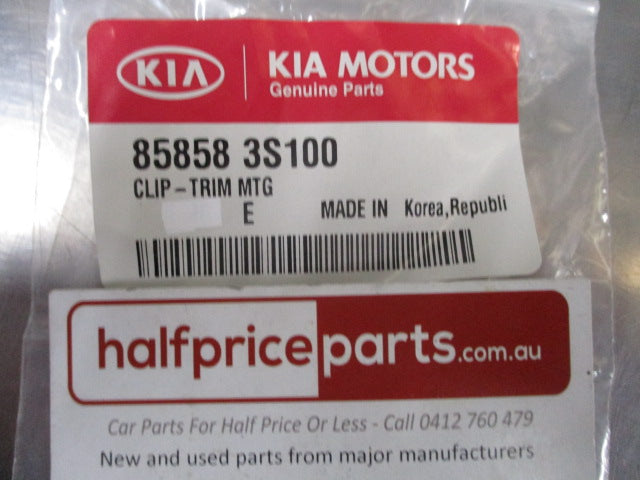 KIA
KIA MOTORS
Genuine Parts
85858 3S100
CLIP-TRIM MTG
E MADE IN Korea,Republi
halfpriceparts.com.au
Car Parts For Half Price Or Less - Call 0412 760 479
New and used parts from major manufacturers